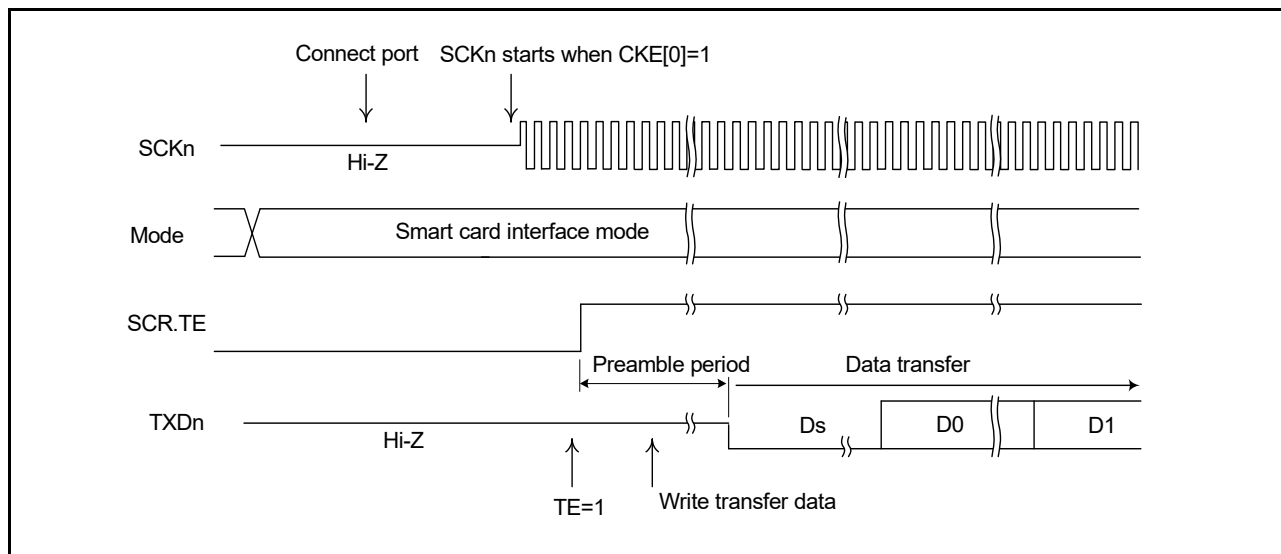 Connect port
SCKn starts when CKE[0]=1
SCKn
Hi-Z
Mode
Smart card interface mode
SCR.TE
Preamble period
Data transfer
TXDn
Hi-Z
Ds
D0
D1
TE=1
Write transfer data